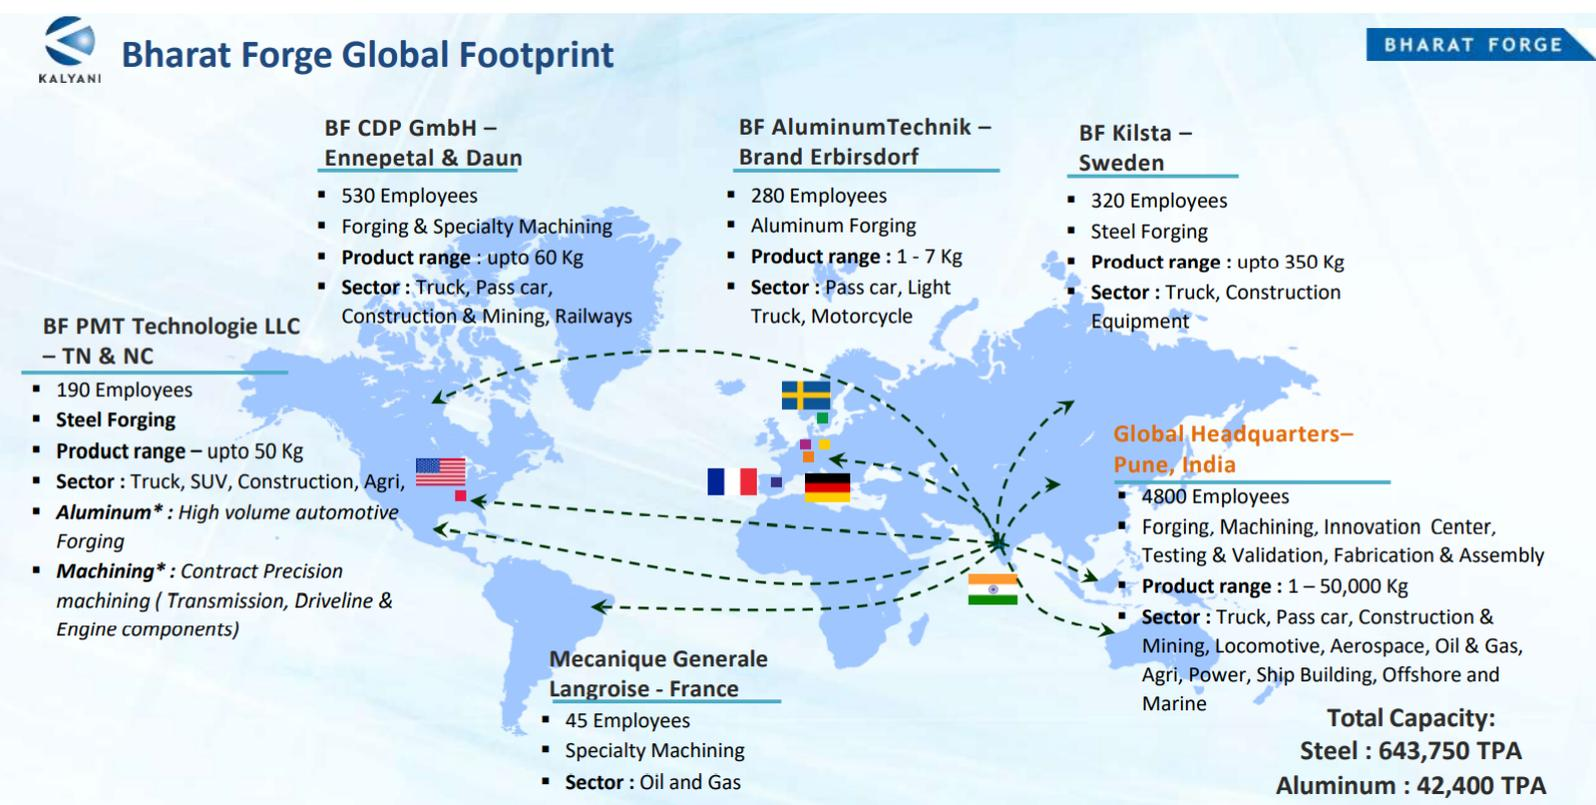 KALYANI
Bharat Forge Global Footprint
BHARAT FORGE
BF CDP GmbH –
Ennepetal & Daun
▪ 530 Employees
▪ Forging & Specialty Machining
▪ Product range : upto 60 Kg
▪ Sector : Truck, Pass car,
Construction & Mining, Railways
BF AluminumTechnik –
Brand Erbirsdorf
▪ 280 Employees
▪ Aluminum Forging
▪ Product range : 1 - 7 Kg
▪ Sector : Pass car, Light
Truck, Motorcycle
BF Kilsta –
Sweden
▪ 320 Employees
▪ Steel Forging
▪ Product range : upto 350 Kg
▪ Sector : Truck, Construction
Equipment
BF PMT Technologie LLC
– TN & NC
▪ 190 Employees
▪ Steel Forging
▪ Product range – upto 50 Kg
▪ Sector : Truck, SUV, Construction, Agri,
▪ Aluminum* : High volume automotive
Forging
▪ Machining* : Contract Precision
machining ( Transmission, Driveline &
Engine components)
Global Headquarters–
Pune, India
▪ 4800 Employees
▪ Forging, Machining, Innovation Center,
Testing & Validation, Fabrication & Assembly
▪ Product range : 1 – 50,000 Kg
▪ Sector : Truck, Pass car, Construction &
Mining, Locomotive, Aerospace, Oil & Gas,
Agri, Power, Ship Building, Offshore and
Marine
Mecanique Generale
Langroise - France
▪ 45 Employees
▪ Specialty Machining
▪ Sector : Oil and Gas
Total Capacity:
Steel : 643,750 TPA
Aluminum : 42,400 TPA